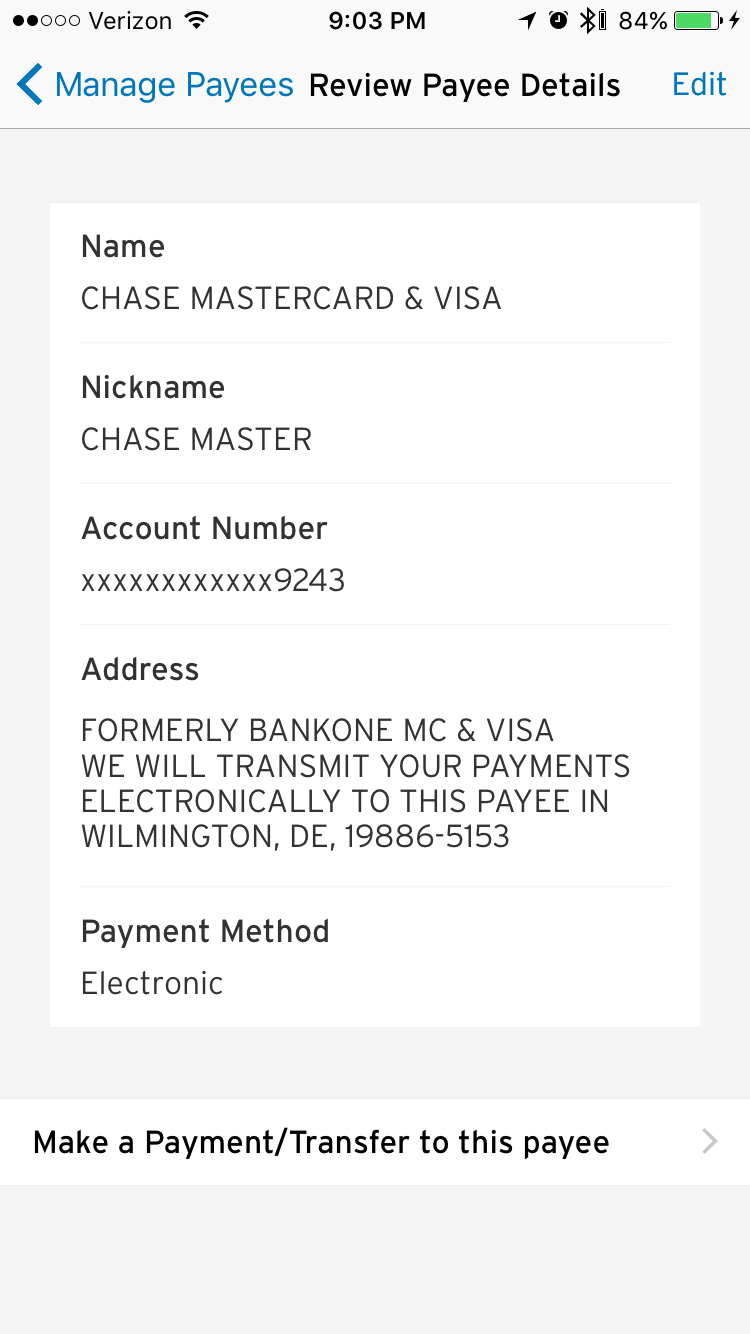 Verizon 9:03 PM 84%
Manage Payees Review Payee Details Edit
Name
CHASE MASTERCARD & VISA
Nickname
CHASE MASTER
Account Number
xxxxxxxxxxxx9243
Address
FORMERLY BANKONE MC & VISA
WE WILL TRANSMIT YOUR PAYMENTS
ELECTRONICALLY TO THIS PAYEE IN
WILMINGTON, DE, 19886-5153
Payment Method
Electronic
Make a Payment/Transfer to this payee